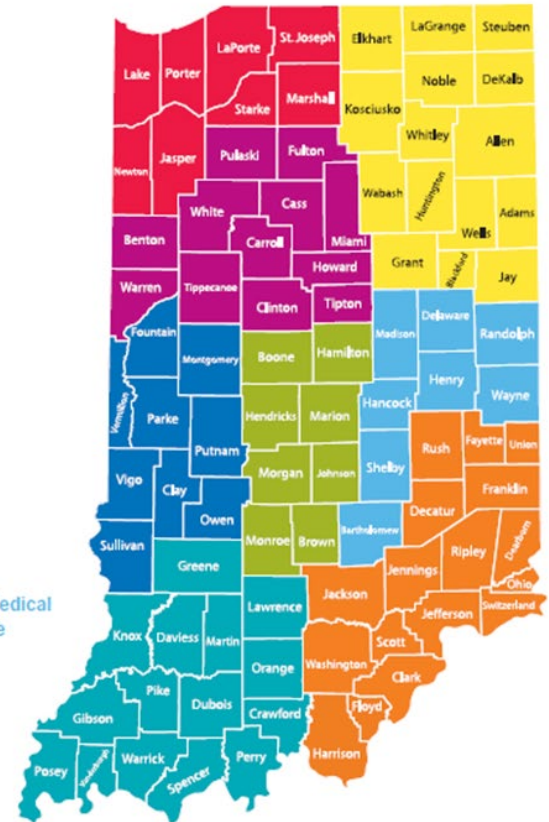 Lake
Porter
LaPorte
St. Joseph
Elkhart
LaGrange
Steuben
Noble
DeKalb
Starke
Marshall
Kosciusko
Whitley
Allen
Newton
Jasper
Pulaski
Fulton
Wabash
Huntington
Wells
Adams
White
Cass
Miami
Benton
Carroll
Grant
Blackford
Jay
Warren
Tippecanoe
Howard
Clinton
Tipton
Fountain
Montgomery
Boone
Hamilton
Madison
Delaware
Randolph
Vermillion
Parke
Putnam
Hendricks
Marion
Hancock
Henry
Wayne
Vigo
Clay
Owen
Morgan
Johnson
Shelby
Rush
Fayette
Union
Franklin
Decatur
Sullivan
Greene
Monroe
Brown
Bartholomew
Jennings
Ripley
Dearborn
Ohio
Switzerland
edical
e
Knox
Daviess
Martin
Lawrence
Jackson
Jefferson
Scott
Orange
Washington
Clark
Gibson
Pike
Dubois
Crawford
Floyd
Harrison
Posey
Vanderburgh
Warrick
Spencer
Perry